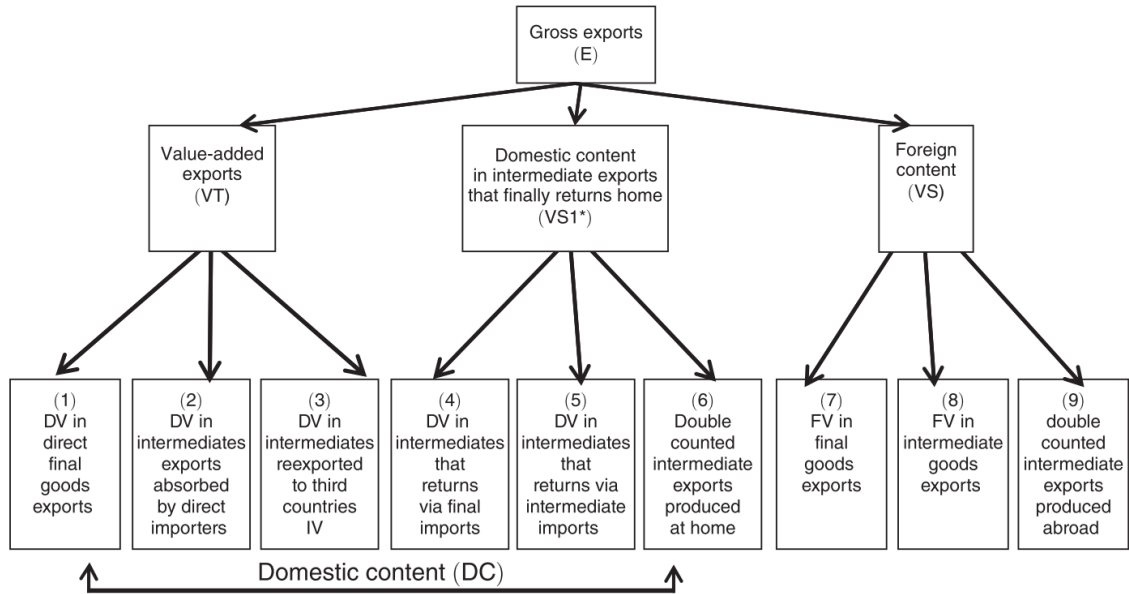 Gross exports
(E)
Value-added
exports
(VT)
Domestic content
in intermediate exports
that finally returns home
(VS1*)
Foreign
content
(VS)
(1)
DV in
direct
final
goods
exports
(2)
DV in
intermediates
exports
absorbed
by direct
importers
(3)
DV in
intermediates
reexported
to third
countries
IV
(4)
DV in
intermediates
that
returns
via final
imports
(5)
DV in
intermediates
that
returns via
intermediate
imports
(6)
Double
counted
intermediate
exports
produced
at home
(7)
FV in
final
goods
exports
(8)
FV in
intermediate
goods
exports
(9)
double
counted
intermediate
exports
produced
abroad
Domestic content (DC)